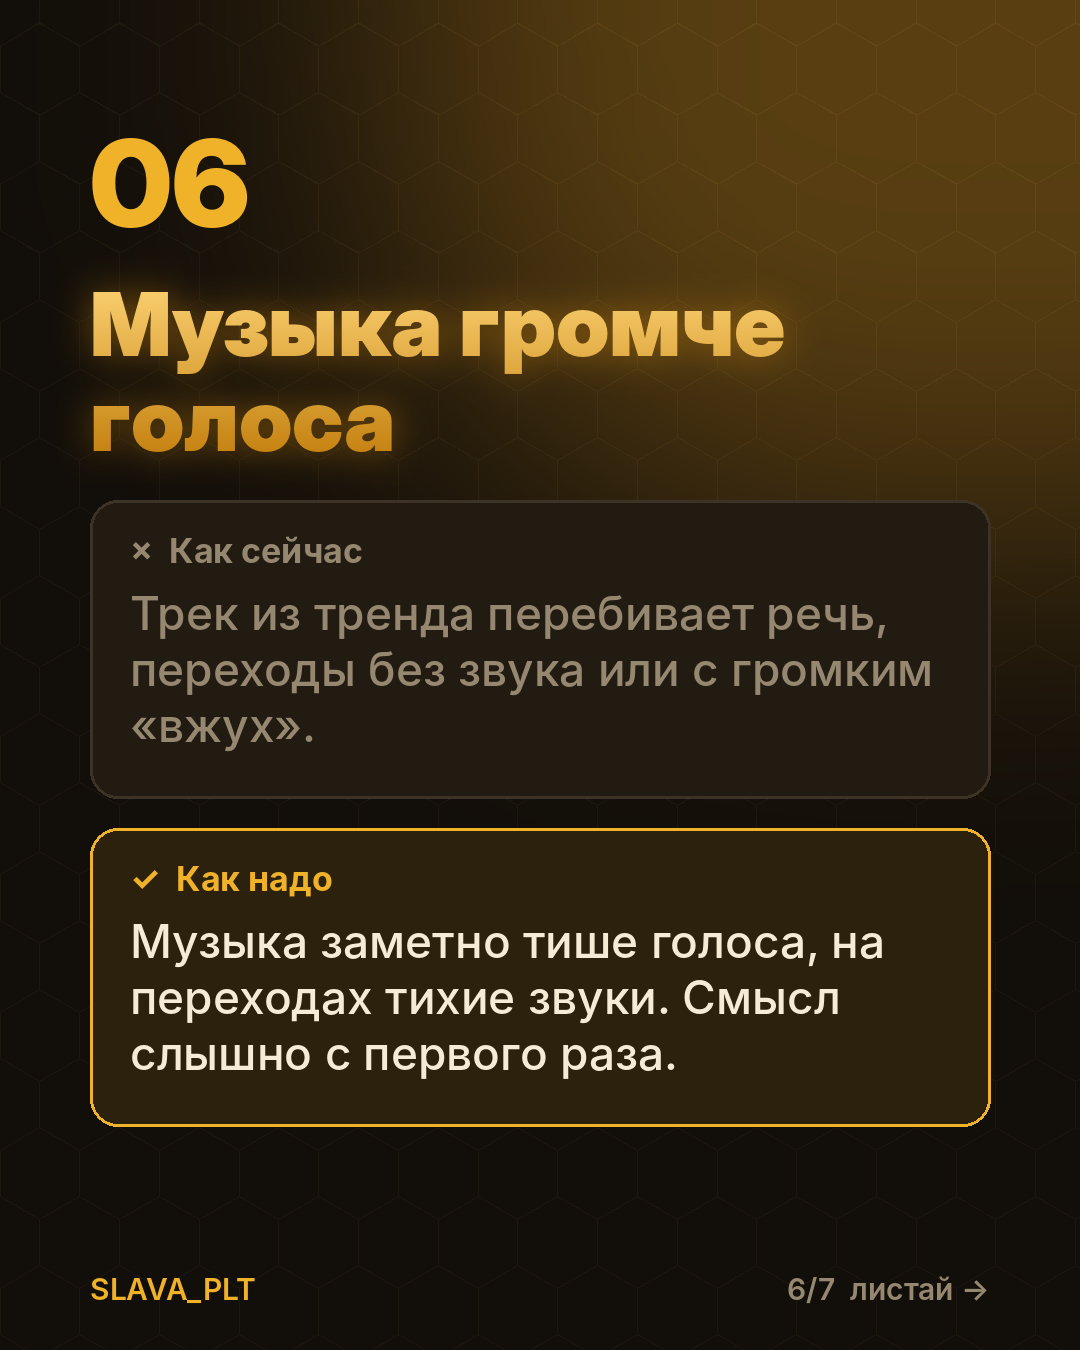 06
Музыка громче
голоса
× Как сейчас
Трек из тренда перебивает речь,
переходы без звука или с громким
«вжух».
✓ Как надо
Музыка заметно тише голоса, на
переходах тихие звуки. Смысл
слышно с первого раза.
SLAVA_PLT
6/7 листай →